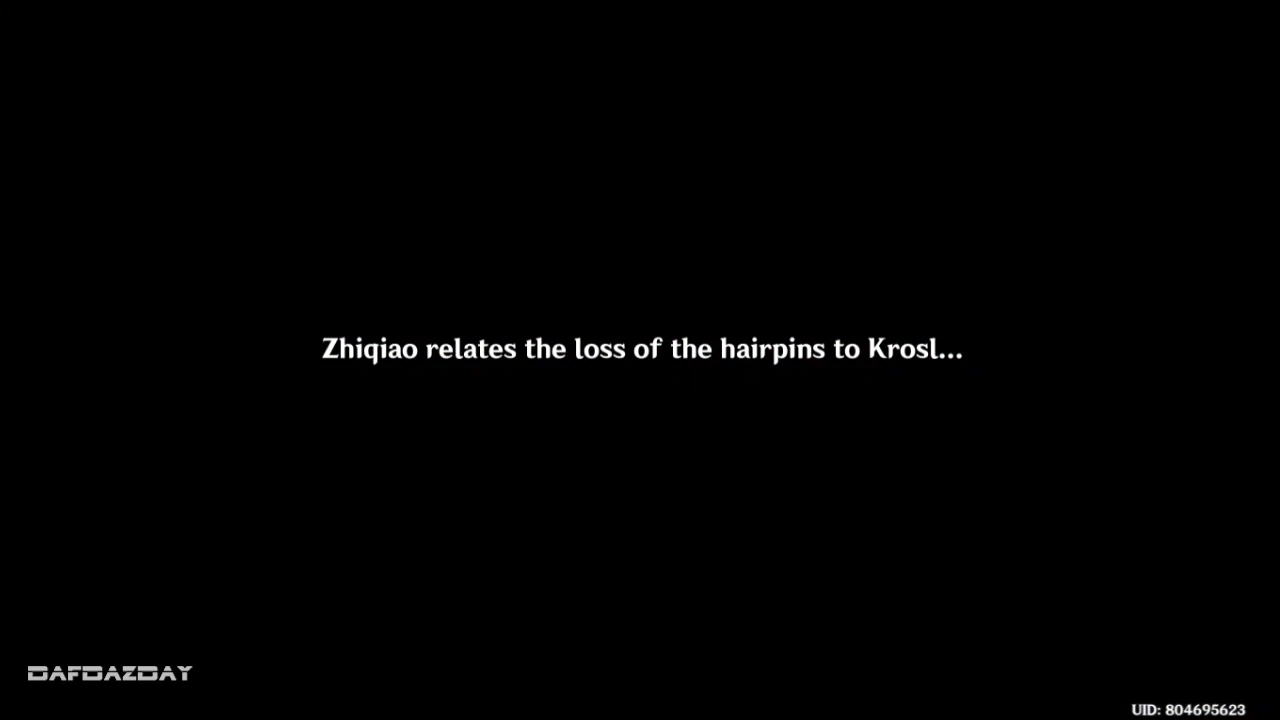 Zhiqiao relates the loss of the hairpins to Krosl...
DAFDAZDAY
UID: 804695623